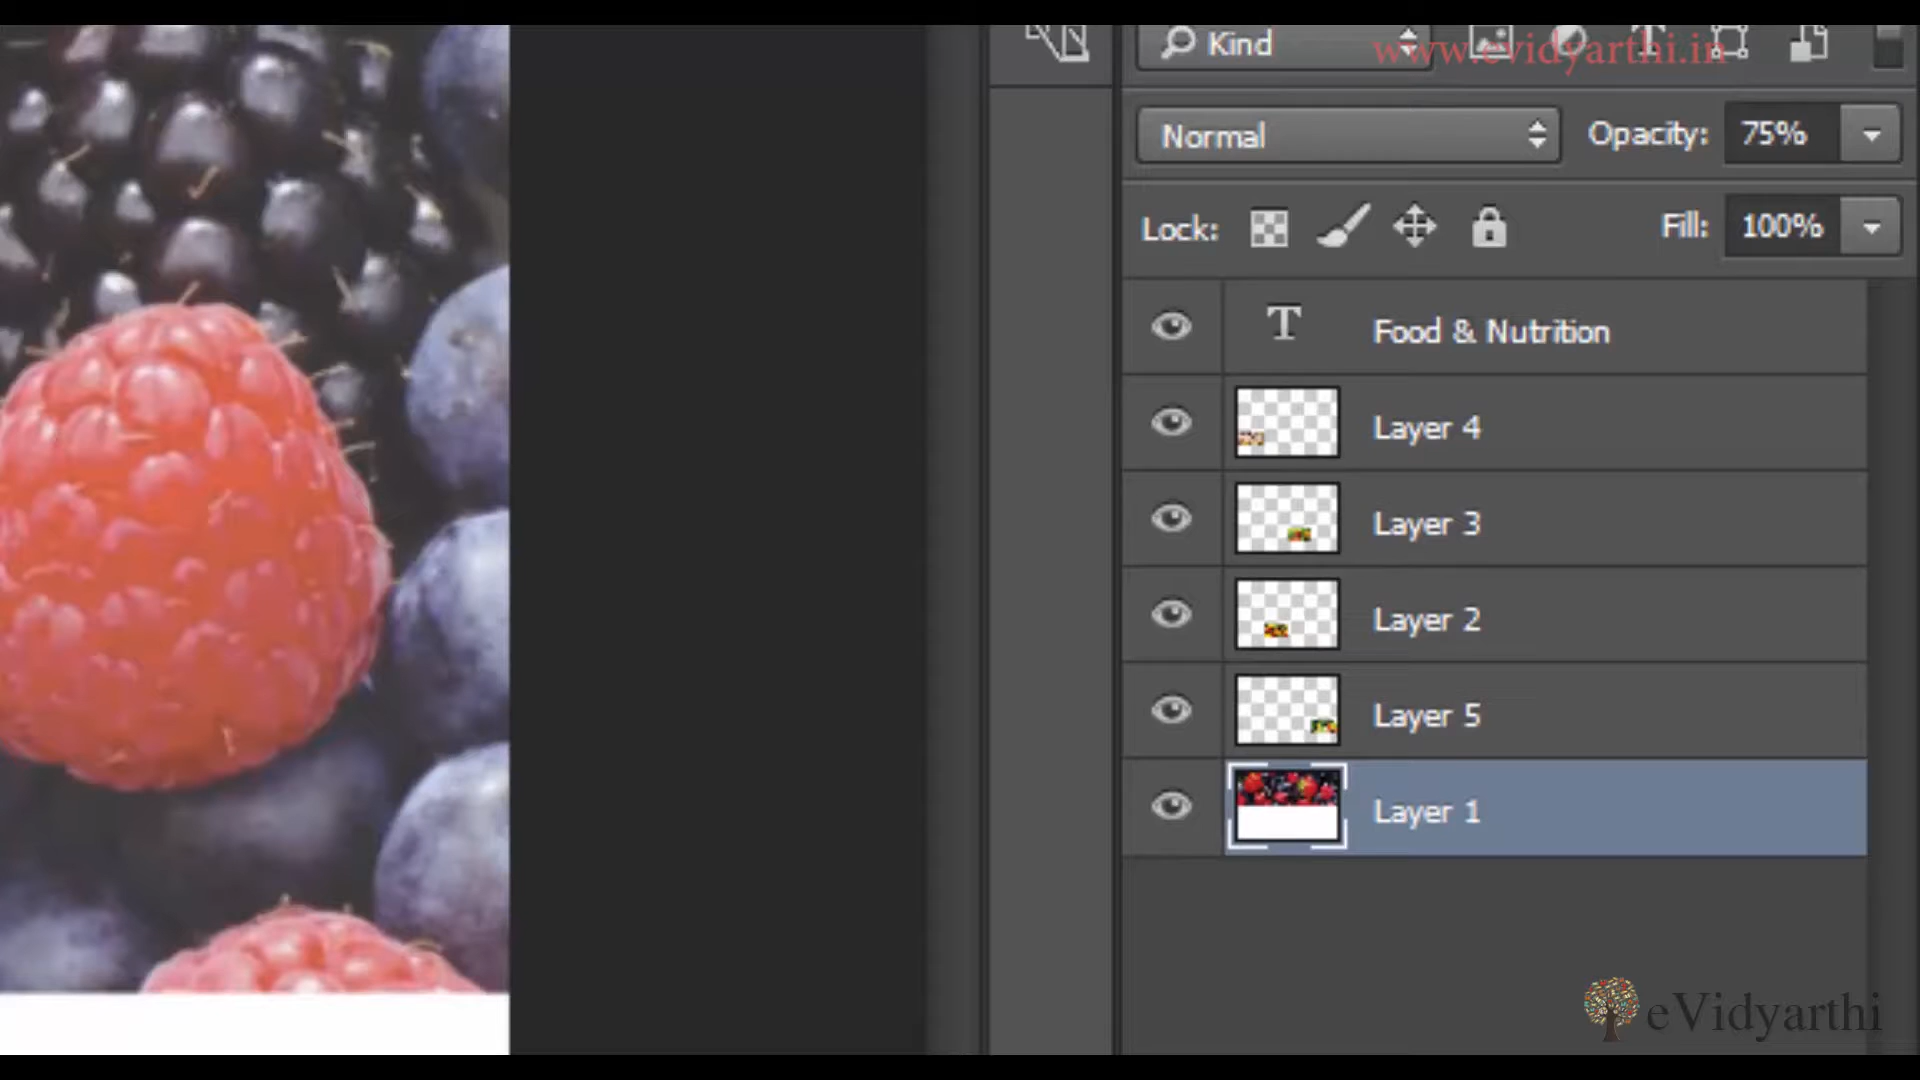 Kind
www.evidyarthi.in
Normal
Opacity: 75%
Lock:
Fill: 100%
T Food & Nutrition
Layer 4
Layer 3
Layer 2
Layer 5
Layer 1
eVidyarthi